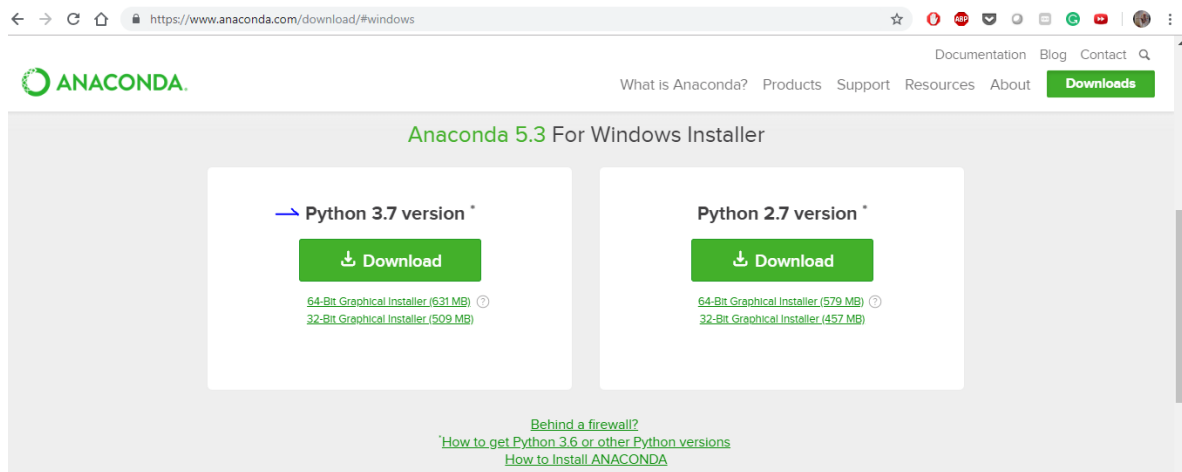 https://www.anaconda.com/download/#windows
ABP
Documentation Blog Contact
ANACONDA.
What is Anaconda? Products Support Resources About Downloads
Anaconda 5.3 For Windows Installer
Python 3.7 version *
Download
64-Bit Graphical Installer (631 MB) ?
32-Bit Graphical Installer (509 MB)
Python 2.7 version *
Download
64-Bit Graphical Installer (579 MB) ?
32-Bit Graphical Installer (457 MB)
Behind a firewall?
*How to get Python 3.6 or other Python versions
How to Install ANACONDA